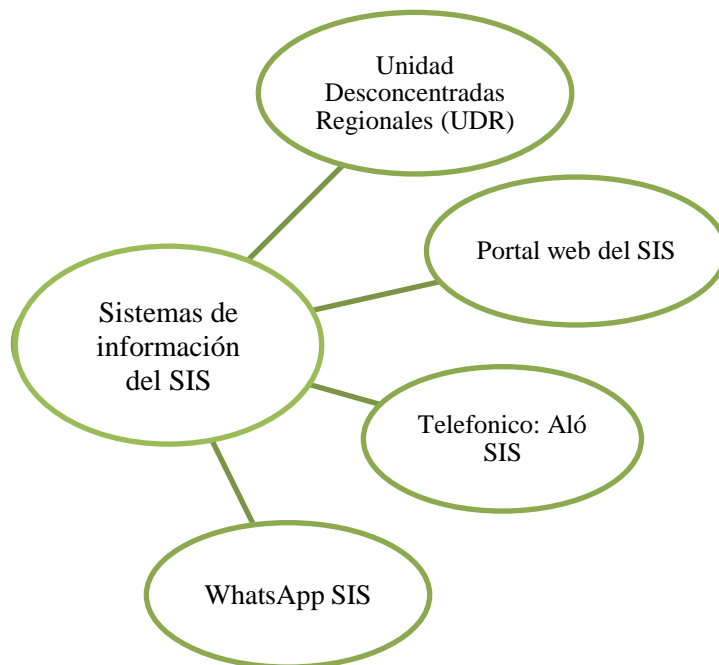 Unidad
Desconcentradas
Regionales (UDR)
Portal web del SIS
Sistemas de
información
del SIS
Telefonico: Aló
SIS
WhatsApp SIS